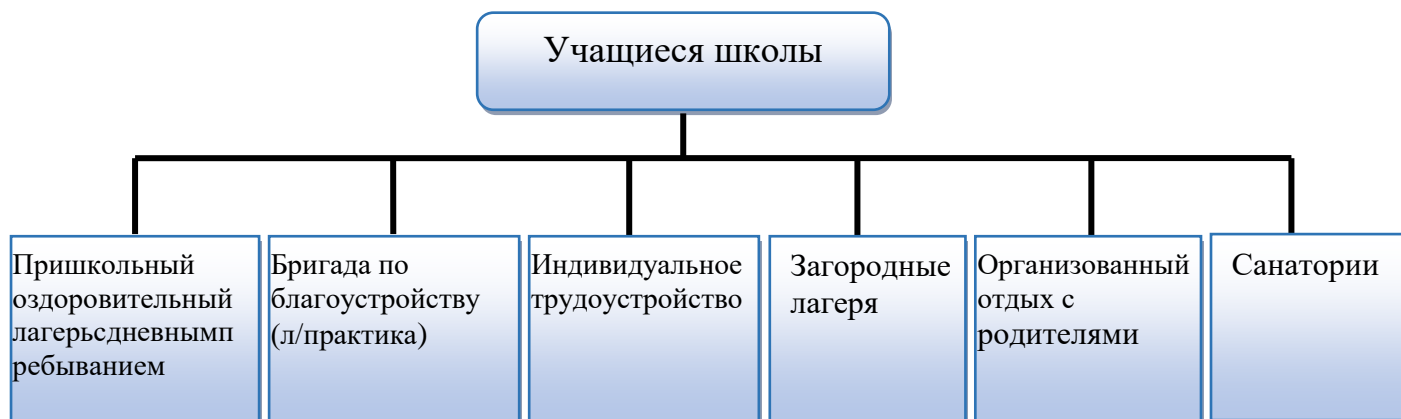 Учащиеся школы
Пришкольный
оздоровительный
лагерьсдневнымп
ребыванием
Бригада по
благоустройству
(л/практика)
Индивидуальное
трудоустройство
Загородные
лагеря
Организованный
отдых с
родителями
Санатории